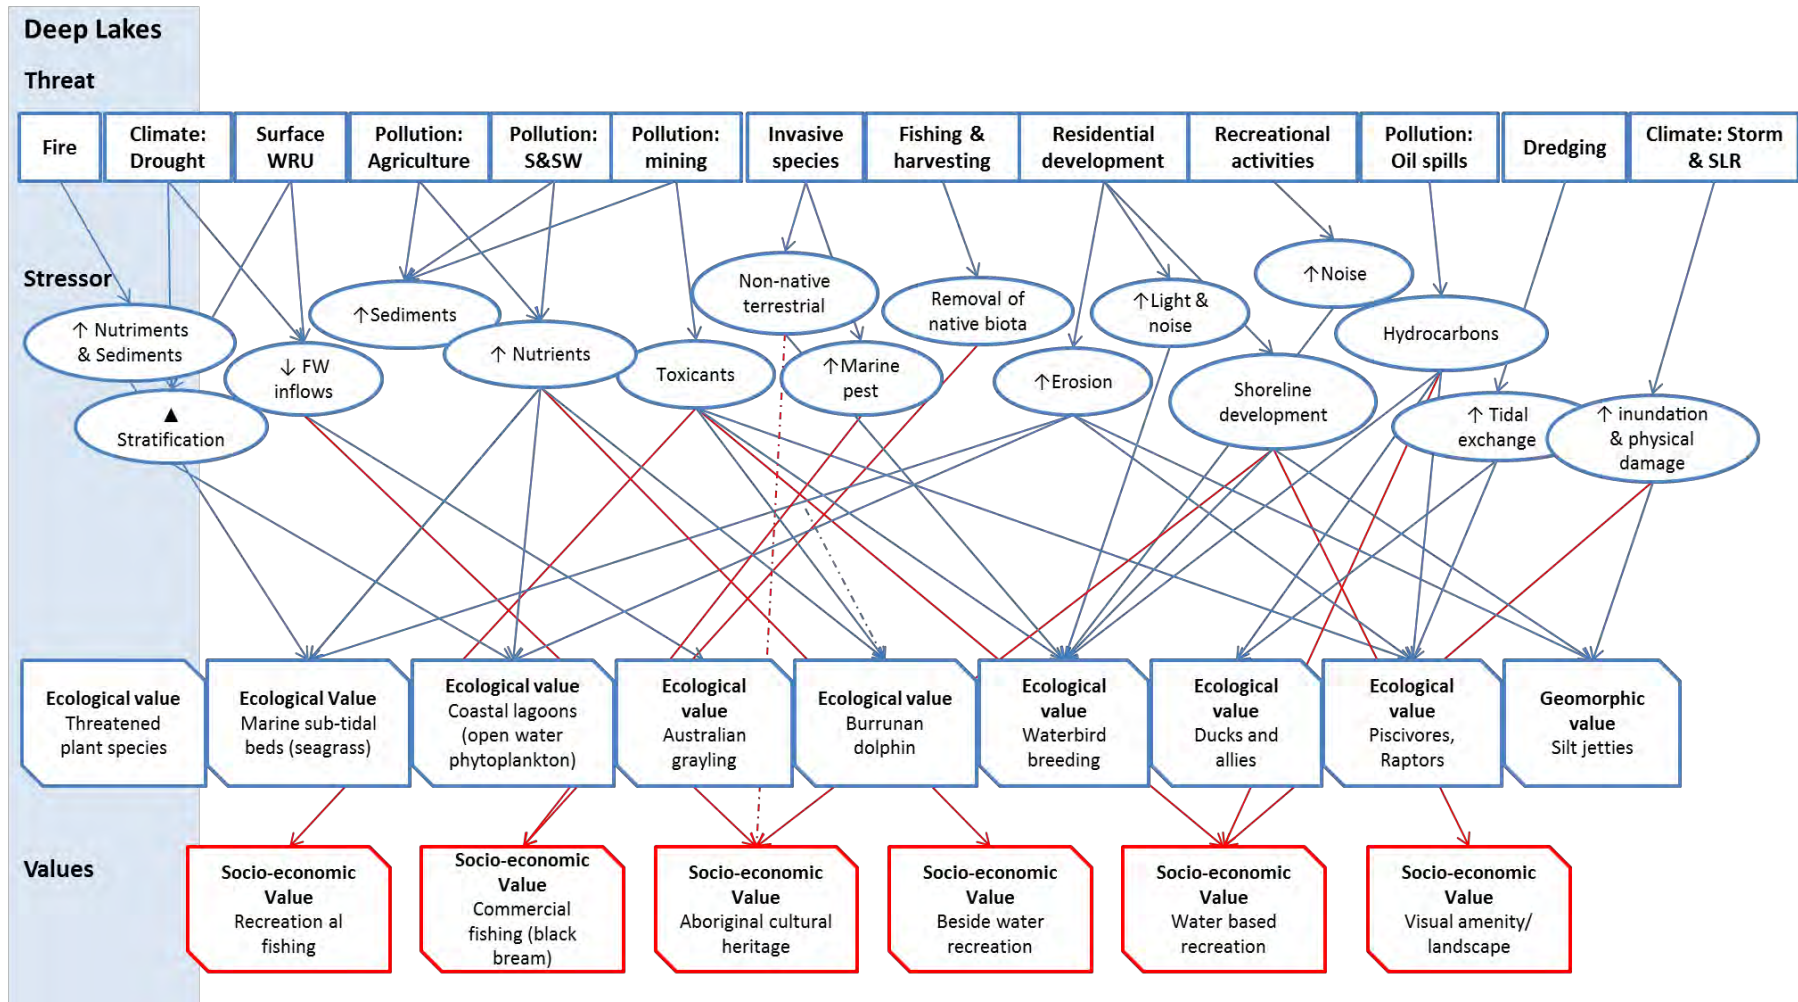 Deep Lakes
Threat
Fire
Climate:
Drought
Surface
WRU
Pollution:
Agriculture
Pollution:
S&SW
Pollution:
mining
Invasive
species
Fishing &
harvesting
Residential
development
Recreational
activities
Pollution:
Oil spills
Dredging
Climate: Storm
& SLR
Stressor
↑ Nutriments
& Sediments
▲
Stratification
↓ FW
inflows
↑Sediments
↑ Nutrients
Toxicants
Non-native
terrestrial
↑Marine
pest
Removal of
native biota
↑Erosion
↑Light &
noise
Shoreline
development
↑Noise
Hydrocarbons
↑ Tidal
exchange
↑ inundation
& physical
damage
Ecological value
Threatened
plant species
Ecological Value
Marine sub-tidal
beds (seagrass)
Ecological value
Coastal lagoons
(open water
phytoplankton)
Ecological
value
Australian
grayling
Ecological value
Burrunan
dolphin
Ecological
value
Waterbird
breeding
Ecological
value
Ducks and
allies
Ecological
value
Piscivores,
Raptors
Geomorphic
value
Silt jetties
Values
Socio-economic
Value
Recreation al
fishing
Socio-economic
Value
Commercial
fishing (black
bream)
Socio-economic
Value
Aboriginal cultural
heritage
Socio-economic
Value
Beside water
recreation
Socio-economic
Value
Water based
recreation
Socio-economic
Value
Visual amenity/
landscape